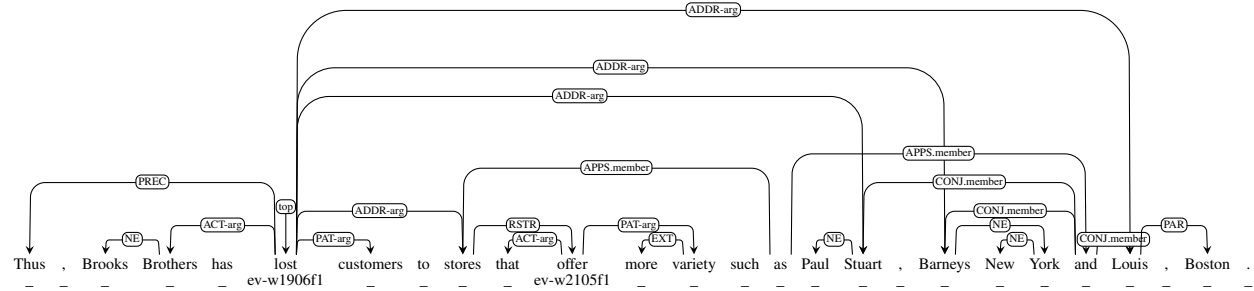 ADDR-arg
ADDR-arg
ADDR-arg
APPS.member
APPS.member
PREC CONJ.member
top ADDR-arg CONJ.member
ACT-arg RSTR PAT-arg NE PAR
NE PAT-arg ACT-arg EXT NE NE CONJ.member
Thus , Brooks Brothers has lost customers to stores that offer more variety such as Paul Stuart , Barneys New York and Louis , Boston .
_ _ _ _ _ ev-w1906f1 _ _ _ _ ev-w2105f1 _ _ _ _ _ _ _ _ _ _ _ _ _ _ _